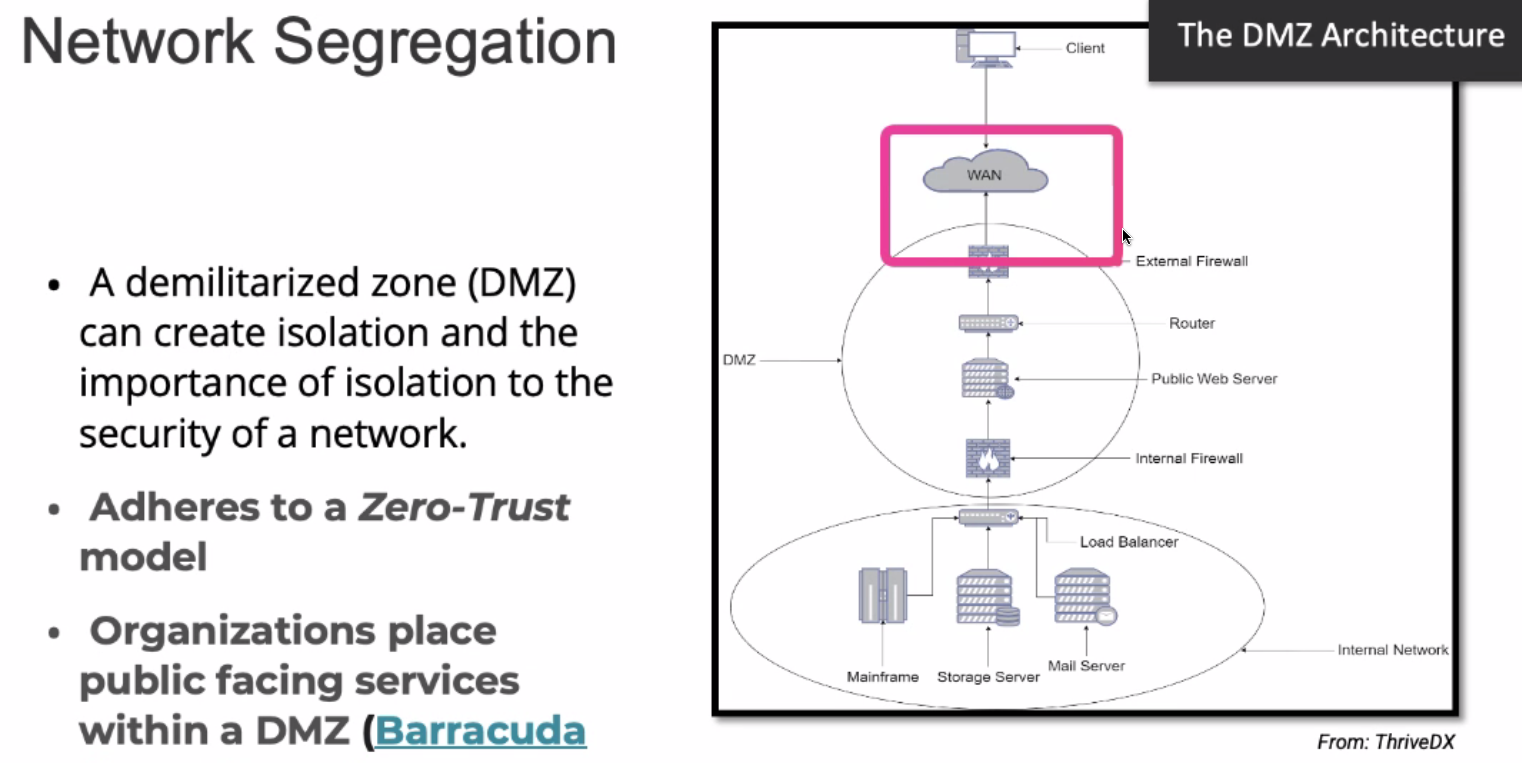 Network Segregation
The DMZ Architecture
• A demilitarized zone (DMZ)
can create isolation and the
importance of isolation to the
security of a network.
• Adheres to a Zero-Trust
model
• Organizations place
public facing services
within a DMZ (Barracuda
Client
WAN
External Firewall
Router
DMZ
Public Web Server
Internal Firewall
Load Balancer
Internal Network
Mainframe
Storage Server
Mail Server
From: ThriveDX